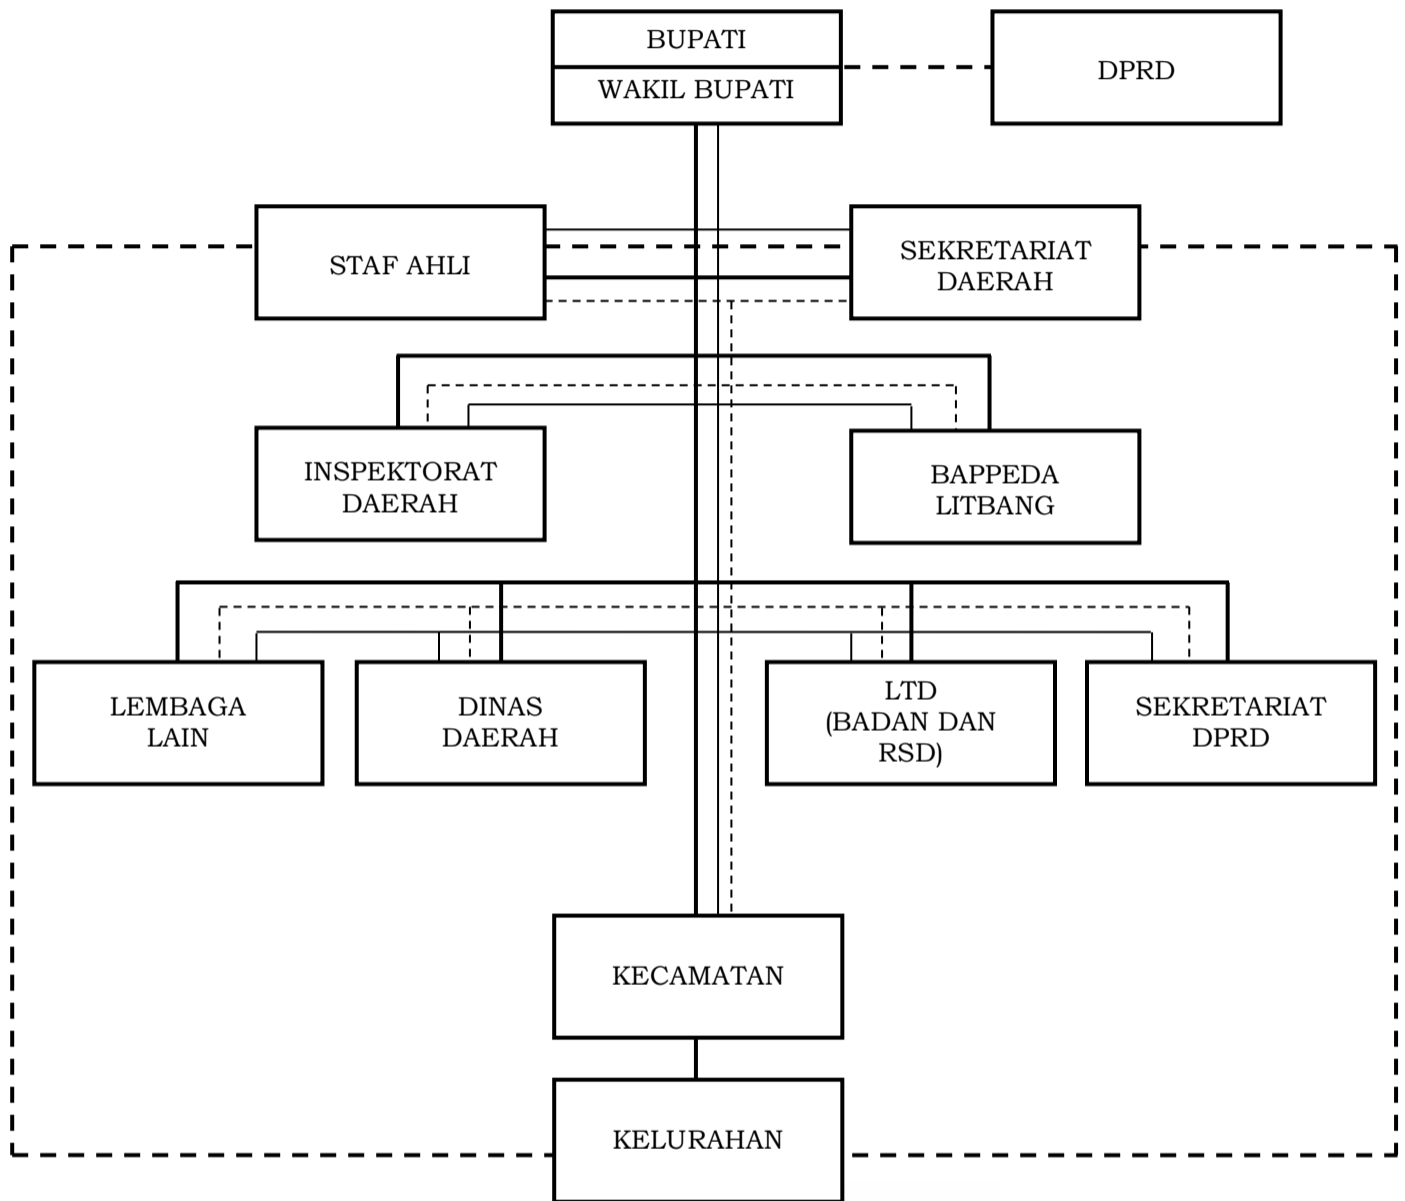 BUPATI
WAKIL BUPATI
DPRD
STAF AHLI
SEKRETARIAT
DAERAH
INSPEKTORAT
DAERAH
BAPPEDA
LITBANG
LEMBAGA
LAIN
DINAS
DAERAH
LTD
(BADAN DAN
RSD)
SEKRETARIAT
DPRD
KECAMATAN
KELURAHAN